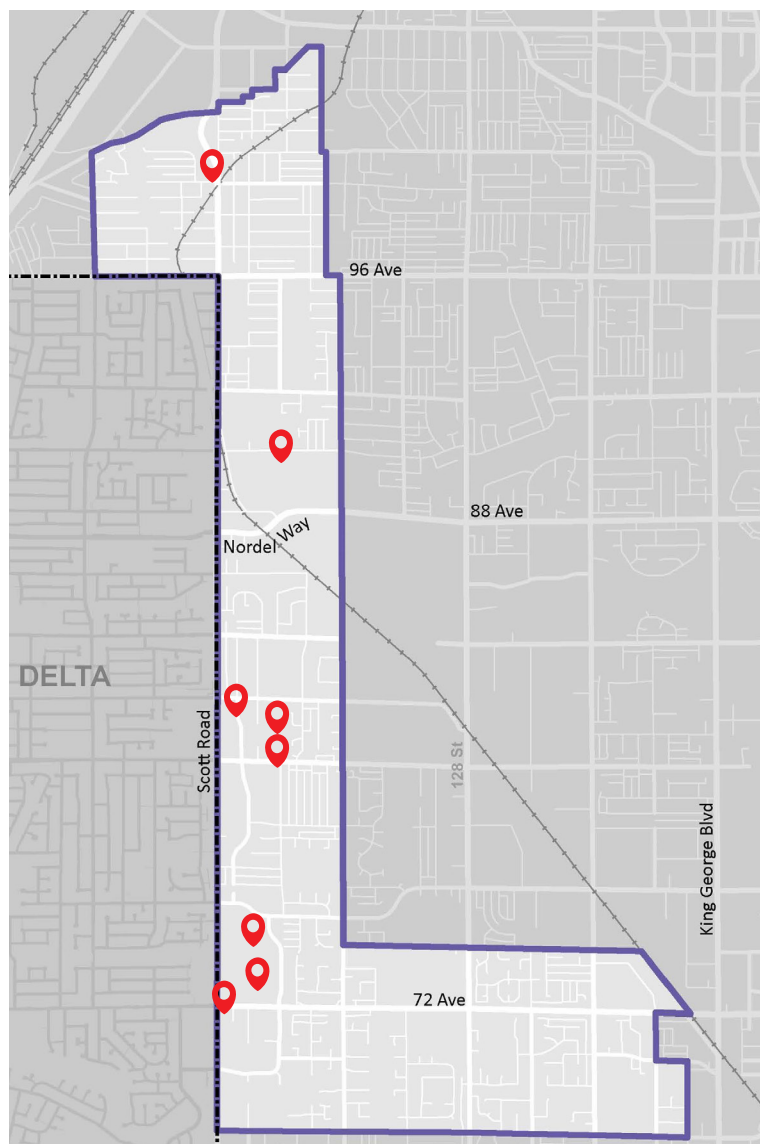 96 Ave
88 Ave
Nordel Way
DELTA
Scott Road
128 St
King George Blvd
72 Ave